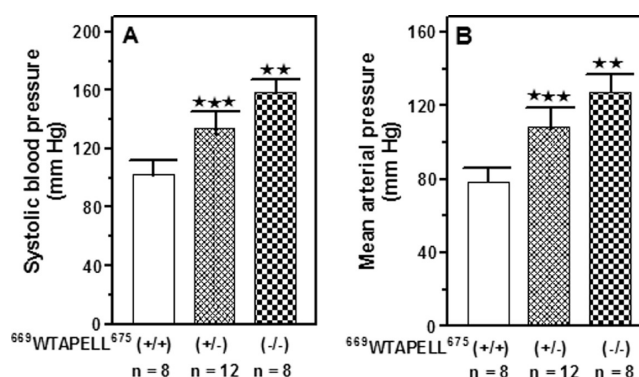 A
Systolic blood pressure
(mm Hg)
200
160
120
80
40
0
★★★
★★
⁶⁶⁹WTAPELL⁶⁷⁵ (+/+) (+/-) (-/-)
n = 8 n = 12 n = 8
B
Mean arterial pressure
(mm Hg)
160
120
80
40
0
★★★
★★
⁶⁶⁹WTAPELL⁶⁷⁵ (+/+) (+/-) (-/-)
n = 8 n = 12 n = 8